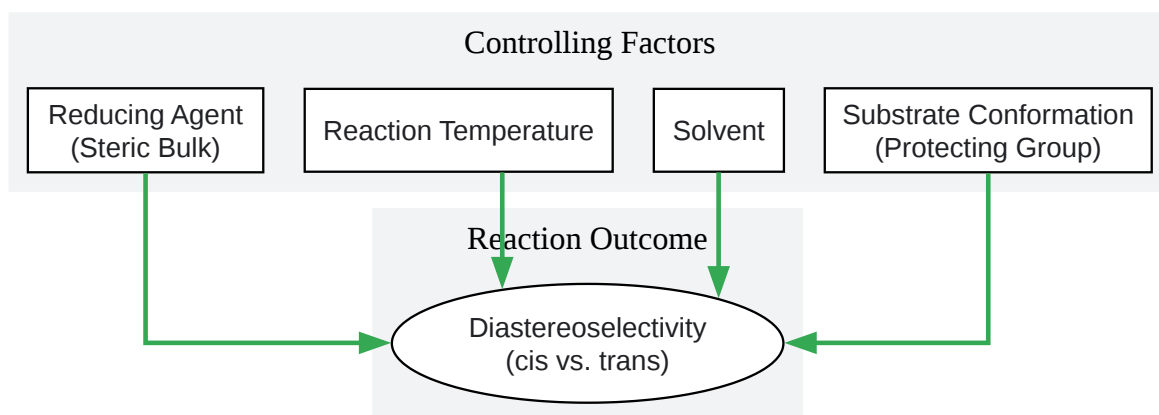 Controlling Factors
Reducing Agent
(Steric Bulk)
Reaction Temperature
Solvent
Substrate Conformation
(Protecting Group)
Reaction Outcome
Diastereoselectivity
(cis vs. trans)